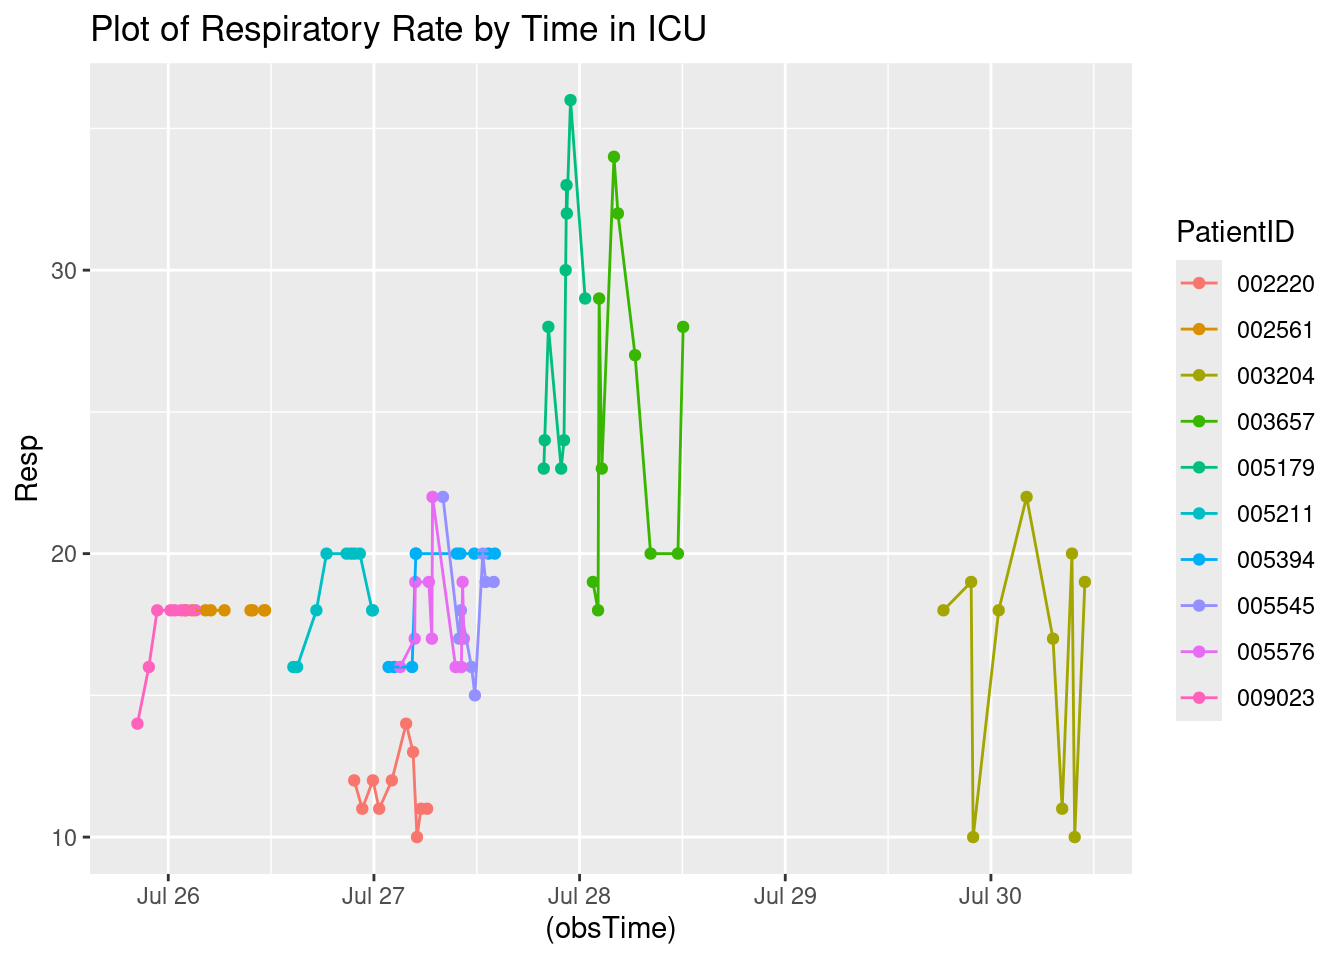 Plot of Respiratory Rate by Time in ICU
Resp
30
20
10
Jul 26 Jul 27 Jul 28 Jul 29 Jul 30
(obsTime)
PatientID
002220
002561
003204
003657
005179
005211
005394
005545
005576
009023